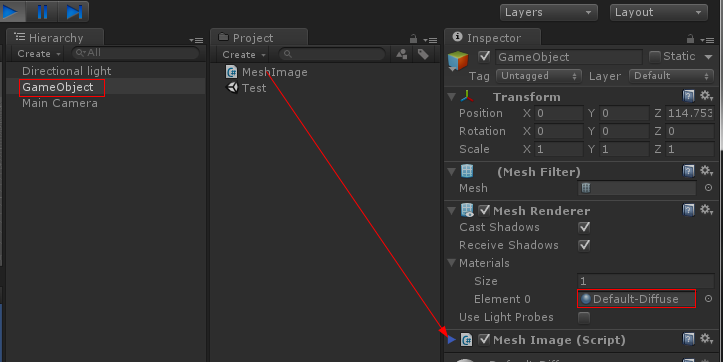 Layers
Layout
Hierarchy
Create
All
Directional light
GameObject
Main Camera
Project
Create
MeshImage
Test
Inspector
GameObject
Static
Tag Untagged Layer Default
Transform
Position X 0 Y 0 Z 114.753
Rotation X 0 Y 0 Z 0
Scale X 1 Y 1 Z 1
(Mesh Filter)
Mesh
Mesh Renderer
Cast Shadows
Receive Shadows
Materials
Size 1
Element 0 Default-Diffuse
Use Light Probes
Mesh Image (Script)